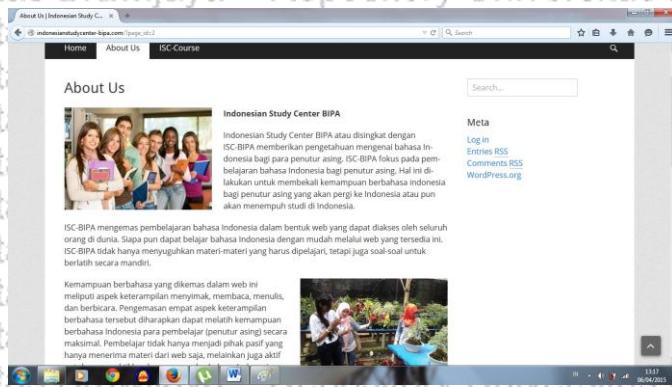 About Us | Indonesian Study C...
indonesianstudycenter-bipa.com/?page_id=2
Search
Home About Us ISC-Course
About Us
Search...
Indonesian Study Center BIPA
Indonesian Study Center BIPA atau disingkat dengan
ISC-BIPA memberikan pengetahuan mengenai bahasa In-
donesia bagi para penutur asing. ISC-BIPA fokus pada pem-
belajaran bahasa Indonesia bagi penutur asing. Hal ini di-
lakukan untuk membekali kemampuan berbahasa indonesia
bagi penutur asing yang akan pergi ke Indonesia atau pun
akan menempuh studi di Indonesia.
Meta
Log in
Entries RSS
Comments RSS
WordPress.org
ISC-BIPA mengemas pembelajaran bahasa Indonesia dalam bentuk web yang dapat diakses oleh seluruh
orang di dunia. Siapa pun dapat belajar bahasa Indonesia dengan mudah melalui web yang tersedia ini.
ISC-BIPA tidak hanya menyuguhkan materi-materi yang harus dipelajari, tetapi juga soal-soal untuk
berlatih secara mandiri.
Kemampuan berbahasa yang dikemas dalam web ini
meliputi aspek keterampilan menyimak, membaca, menulis,
dan berbicara. Pengemasan empat aspek keterampilan
berbahasa tersebut diharapkan dapat melatih kemampuan
berbahasa Indonesia para pembelajar (penutur asing) secara
maksimal. Pembelajar tidak hanya menjadi pihak pasif yang
hanya menerima materi dari web saja, melainkan juga aktif
IN
13:17
06/04/2015